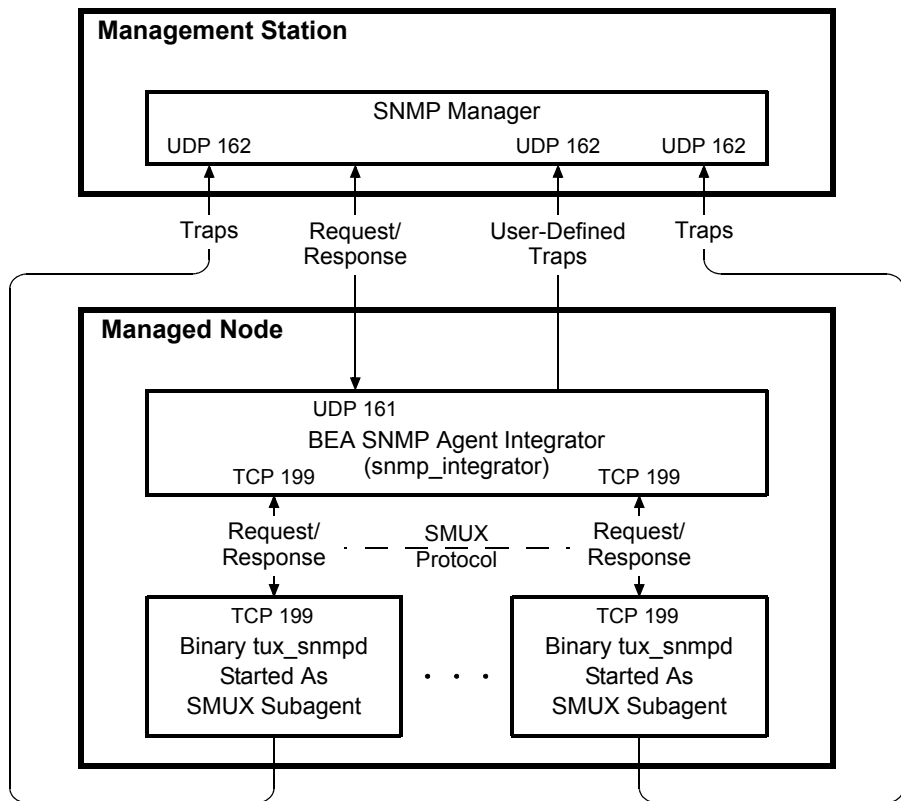 Management Station
SNMP Manager
UDP 162
UDP 162
UDP 162
Traps
Request/
Response
User-Defined
Traps
Traps
Managed Node
UDP 161
BEA SNMP Agent Integrator
(snmp_integrator)
TCP 199
TCP 199
Request/
Response
SMUX
Protocol
Request/
Response
TCP 199
Binary tux_snmpd
Started As
SMUX Subagent
. . .
TCP 199
Binary tux_snmpd
Started As
SMUX Subagent